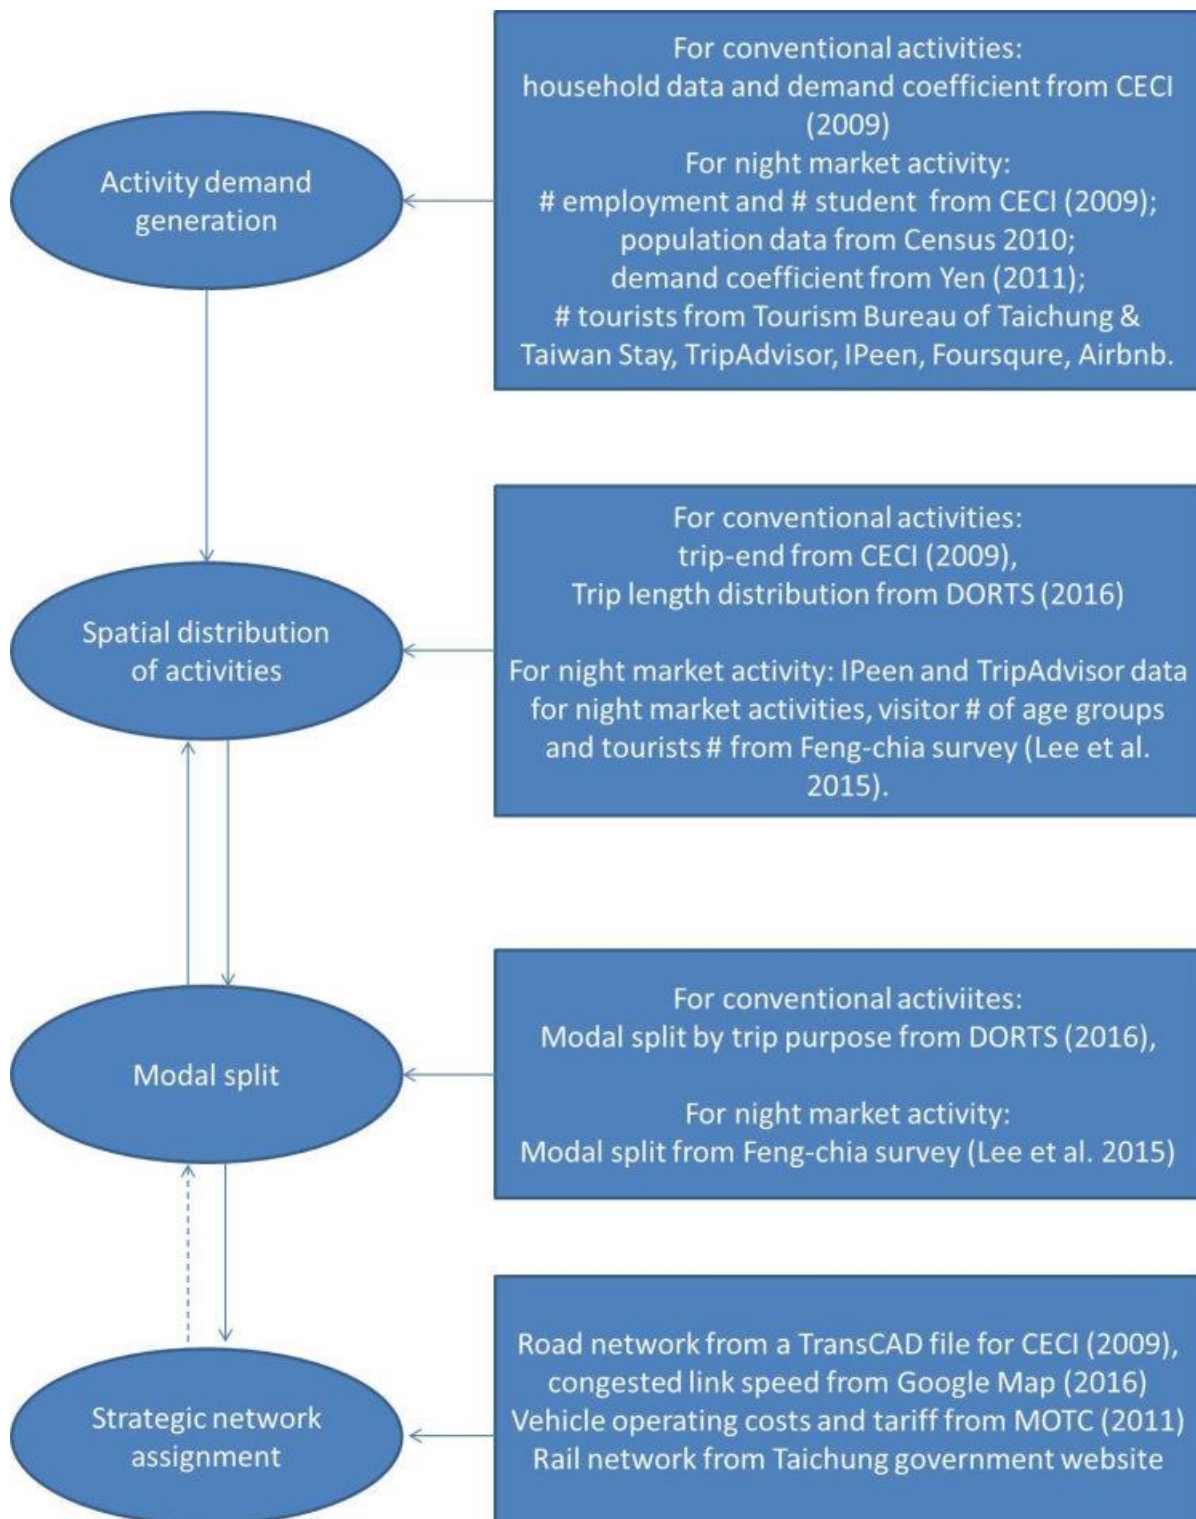 For conventional activities:
household data and demand coefficient from CECI
(2009)
For night market activity:
# employment and # student from CECI (2009);
population data from Census 2010;
demand coefficient from Yen (2011);
# tourists from Tourism Bureau of Taichung &
Taiwan Stay, TripAdvisor, IPeen, Foursqure, Airbnb.
Activity demand
generation
For conventional activities:
trip-end from CECI (2009),
Trip length distribution from DORTS (2016)
For night market activity: IPeen and TripAdvisor data
for night market activities, visitor # of age groups
and tourists # from Feng-chia survey (Lee et al.
2015).
Spatial distribution
of activities
For conventional activiites:
Modal split by trip purpose from DORTS (2016),
For night market activity:
Modal split from Feng-chia survey (Lee et al. 2015)
Modal split
Road network from a TransCAD file for CECI (2009),
congested link speed from Google Map (2016)
Vehicle operating costs and tariff from MOTC (2011)
Rail network from Taichung government website
Strategic network
assignment